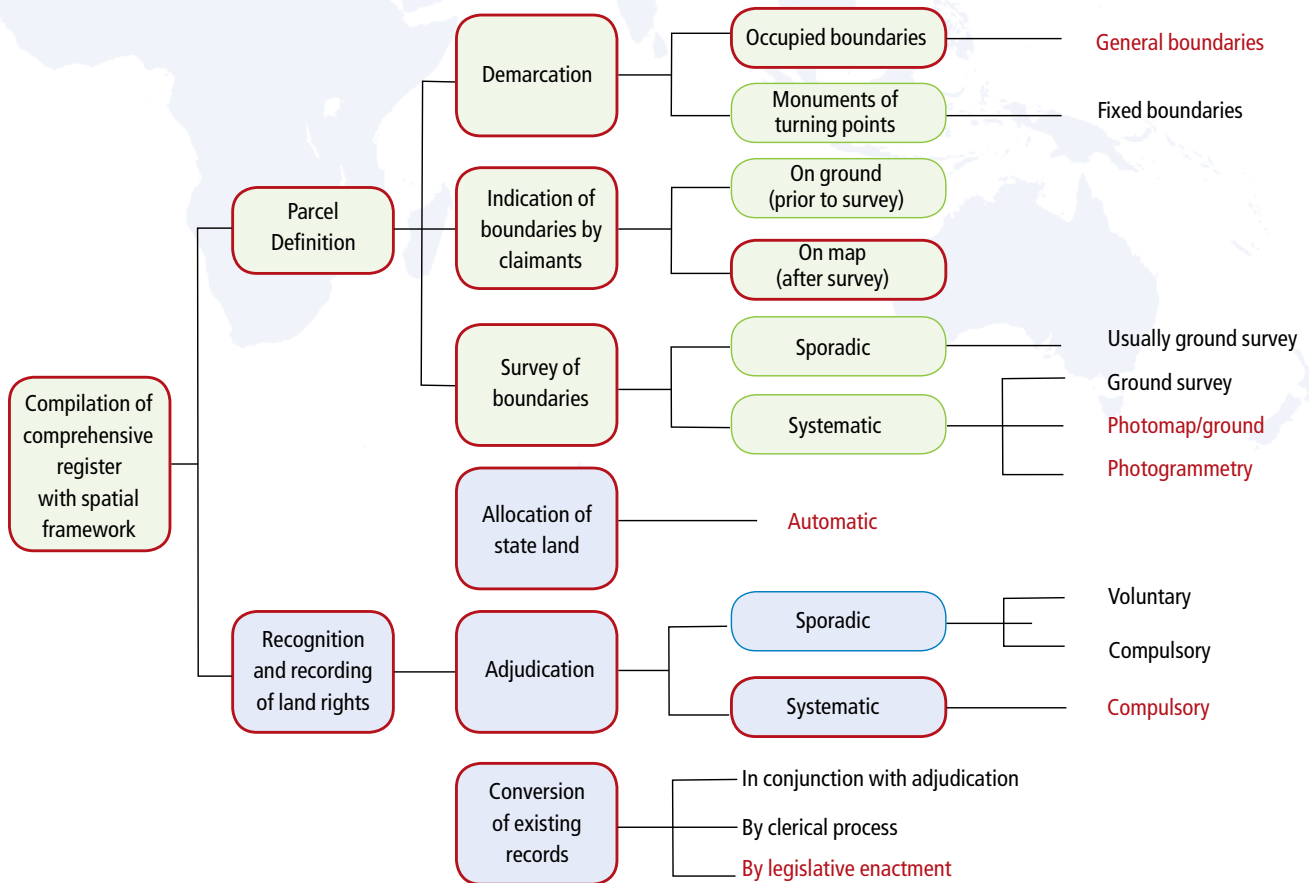 Compilation of
comprehensive
register
with spatial
framework
Parcel
Definition
Demarcation
Occupied boundaries
General boundaries
Monuments of
turning points
Fixed boundaries
Indication of
boundaries by
claimants
On ground
(prior to survey)
On map
(after survey)
Survey of
boundaries
Sporadic
Usually ground survey
Systematic
Ground survey
Photomap/ground
Photogrammetry
Recognition
and recording
of land rights
Allocation of
state land
Automatic
Adjudication
Sporadic
Voluntary
Compulsory
Systematic
Compulsory
Conversion
of existing
records
In conjunction with adjudication
By clerical process
By legislative enactment